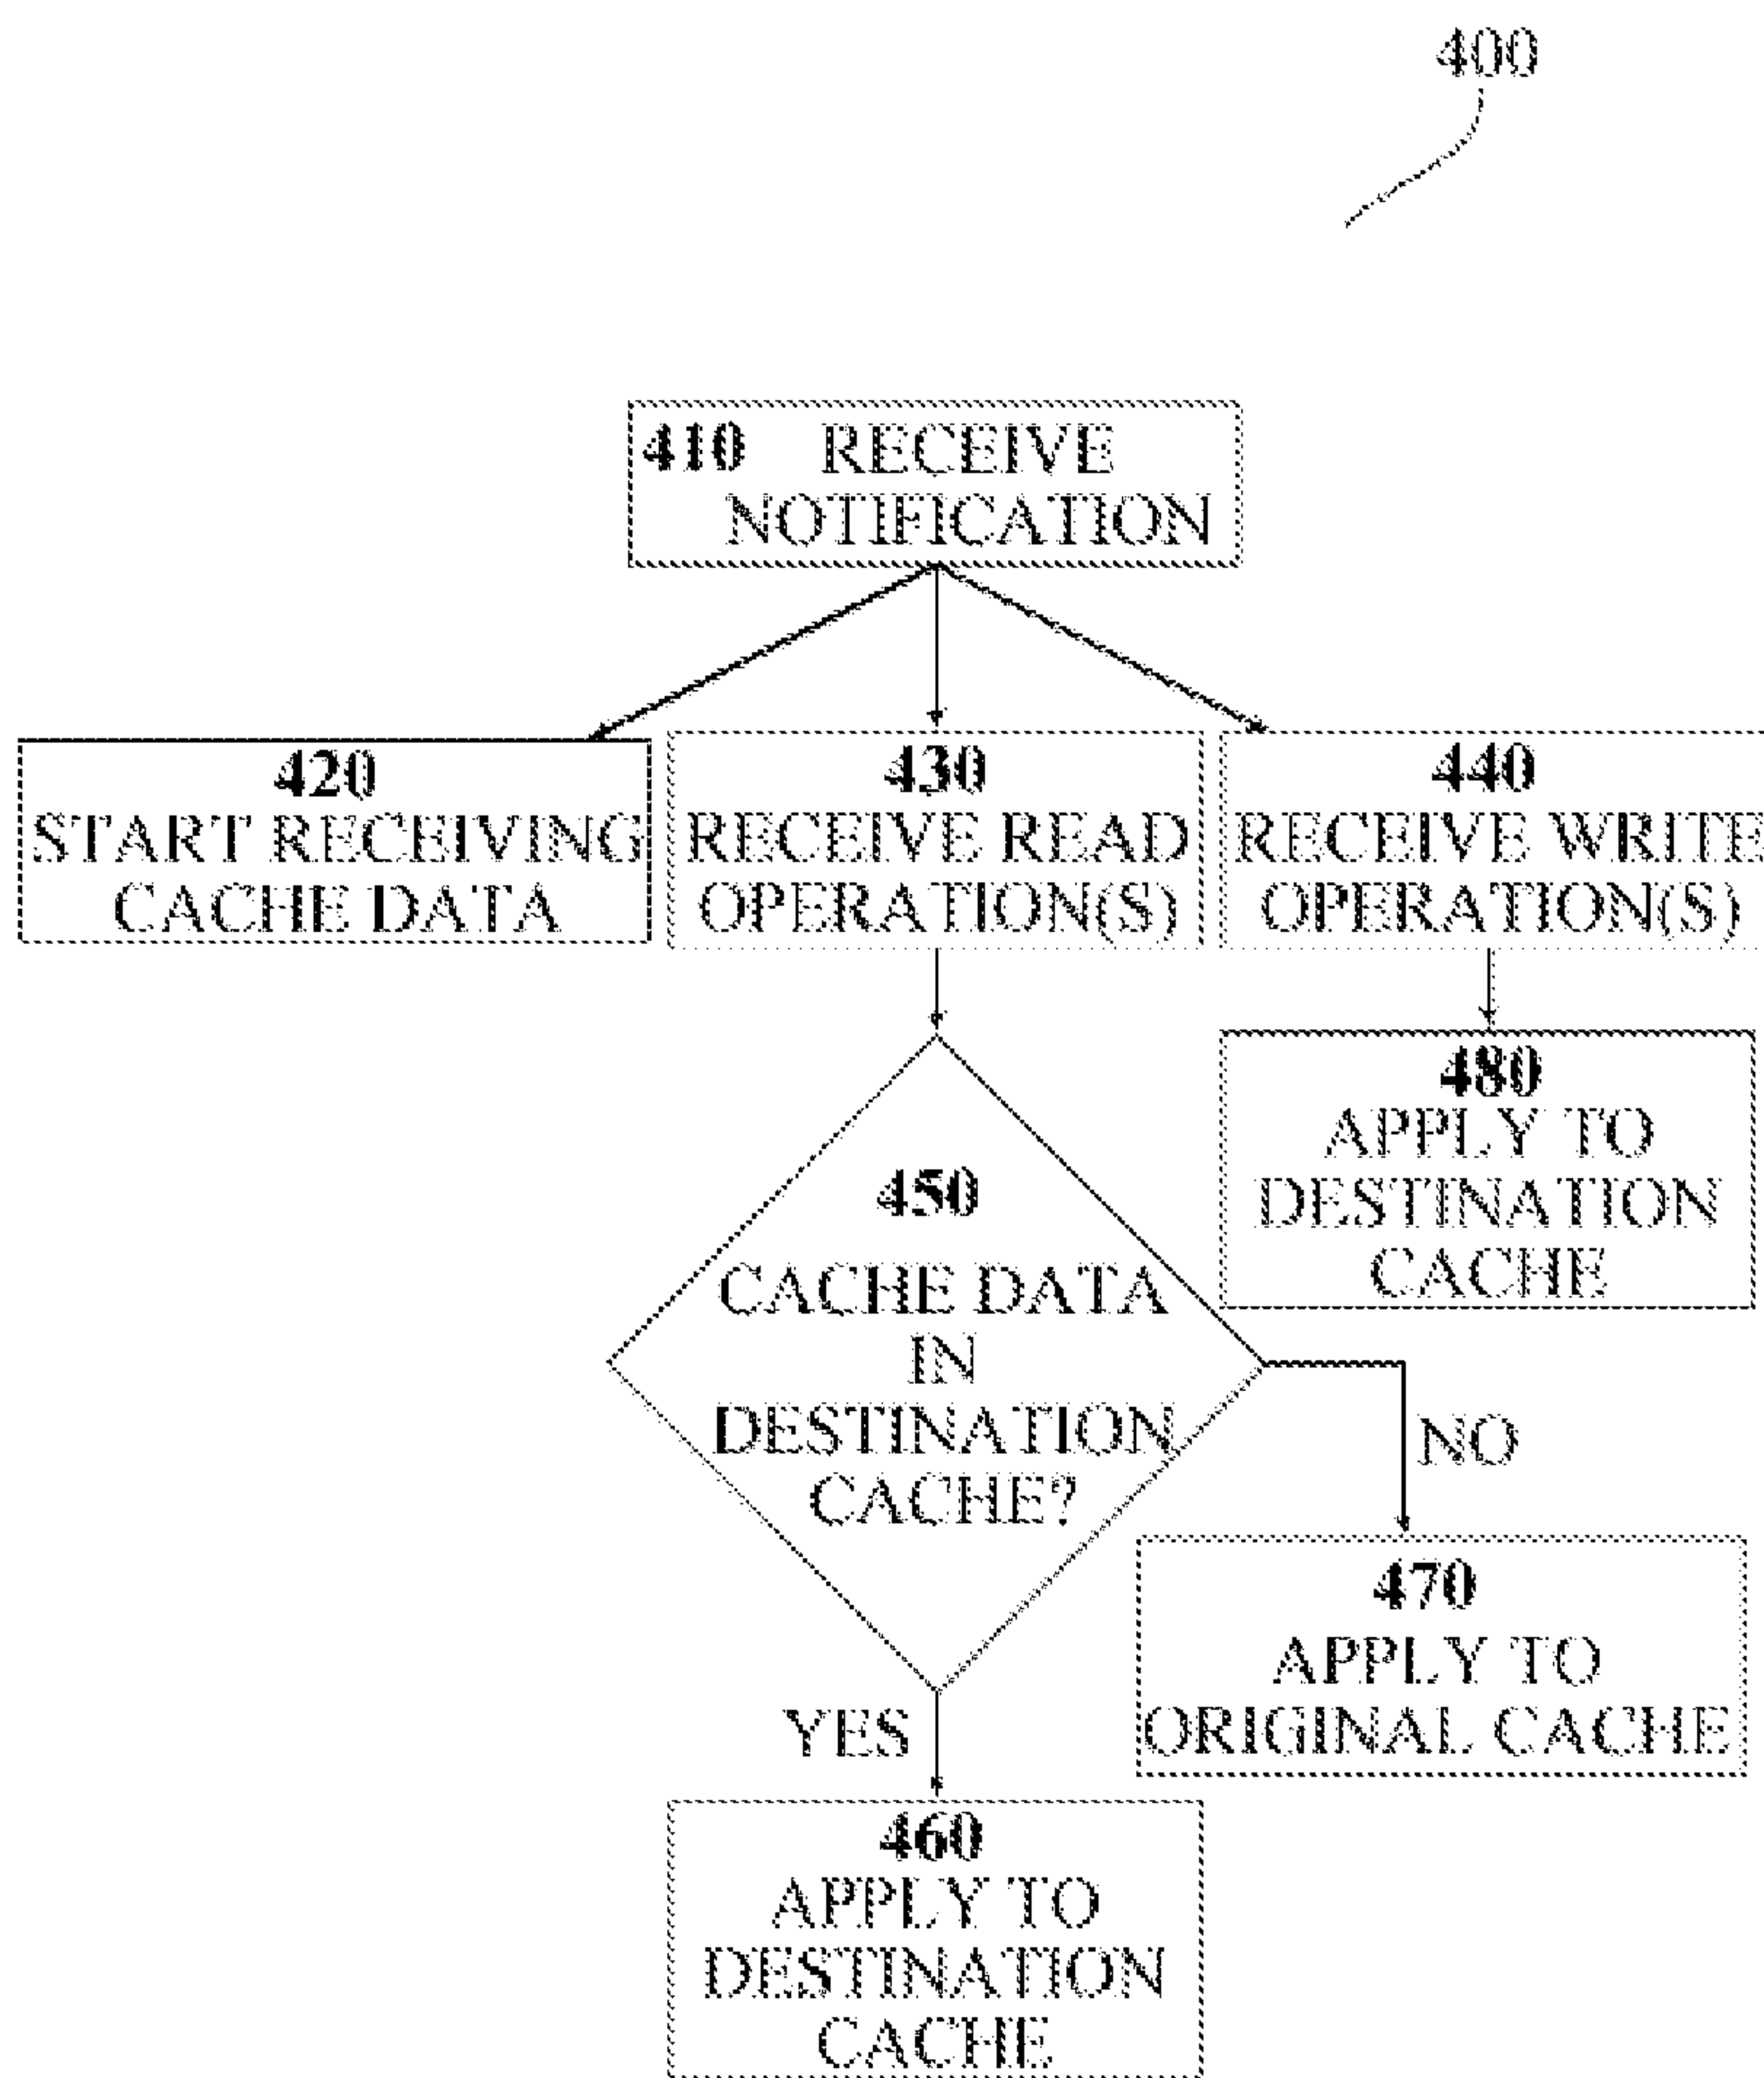 400
410 RECEIVE
NOTIFICATION
420
START RECEIVING
CACHE DATA
430
RECEIVE READ
OPERATION(S)
440
RECEIVE WRITE
OPERATION(S)
480
APPLY TO
DESTINATION
CACHE
450
CACHE DATA
IN
DESTINATION
CACHE?
NO
470
APPLY TO
ORIGINAL CACHE
YES
460
APPLY TO
DESTINATION
CACHE